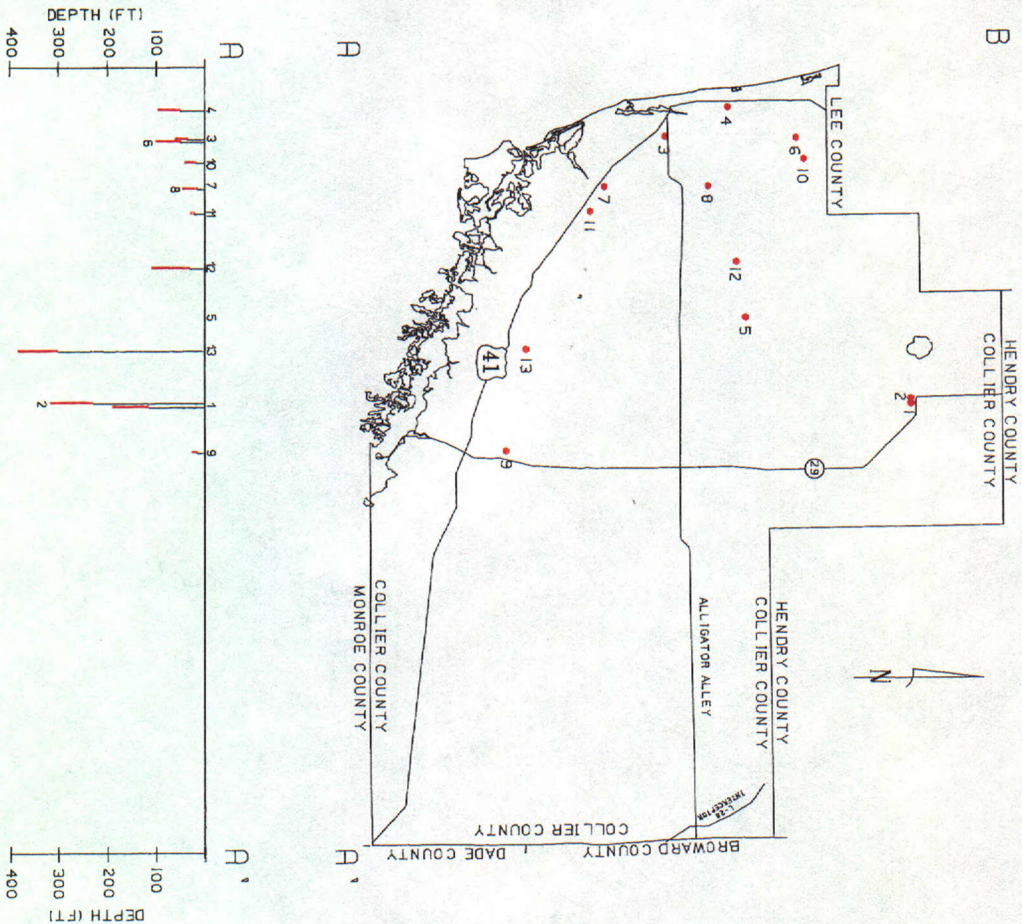 DEPTH (FT)
400
300
200
100
4
3
6
10
7
8
11
12
5
13
2
1
9
400
300
200
100
DEPTH (FT)
A
A'
A
A'
B
LEE COUNTY
HENDRY COUNTY
COLLIER COUNTY
4
6
10
3
8
7
11
12
5
2
1
13
41
9
29
HENDRY COUNTY
COLLIER COUNTY
ALLIGATOR ALLEY
N
COLLIER COUNTY
MONROE COUNTY
L-28
INTERCEPTOR
COLLIER COUNTY
DADE COUNTY
BROWARD COUNTY